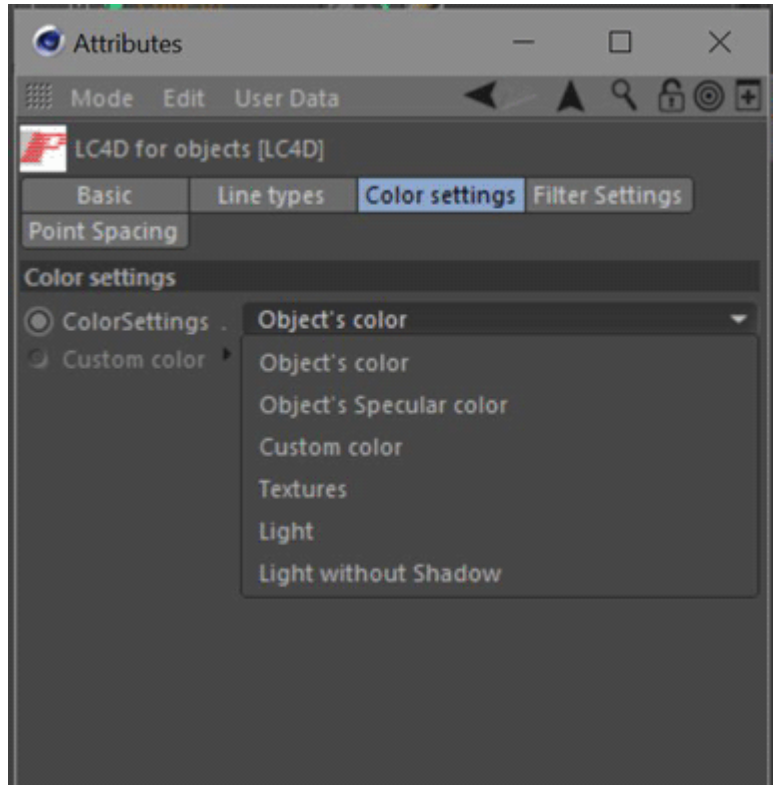 Attributes
Mode Edit User Data
LC4D for objects [LC4D]
Basic Line types Color settings Filter Settings
Point Spacing
Color settings
ColorSettings . Object's color
Custom color Object's color
Object's Specular color
Custom color
Textures
Light
Light without Shadow